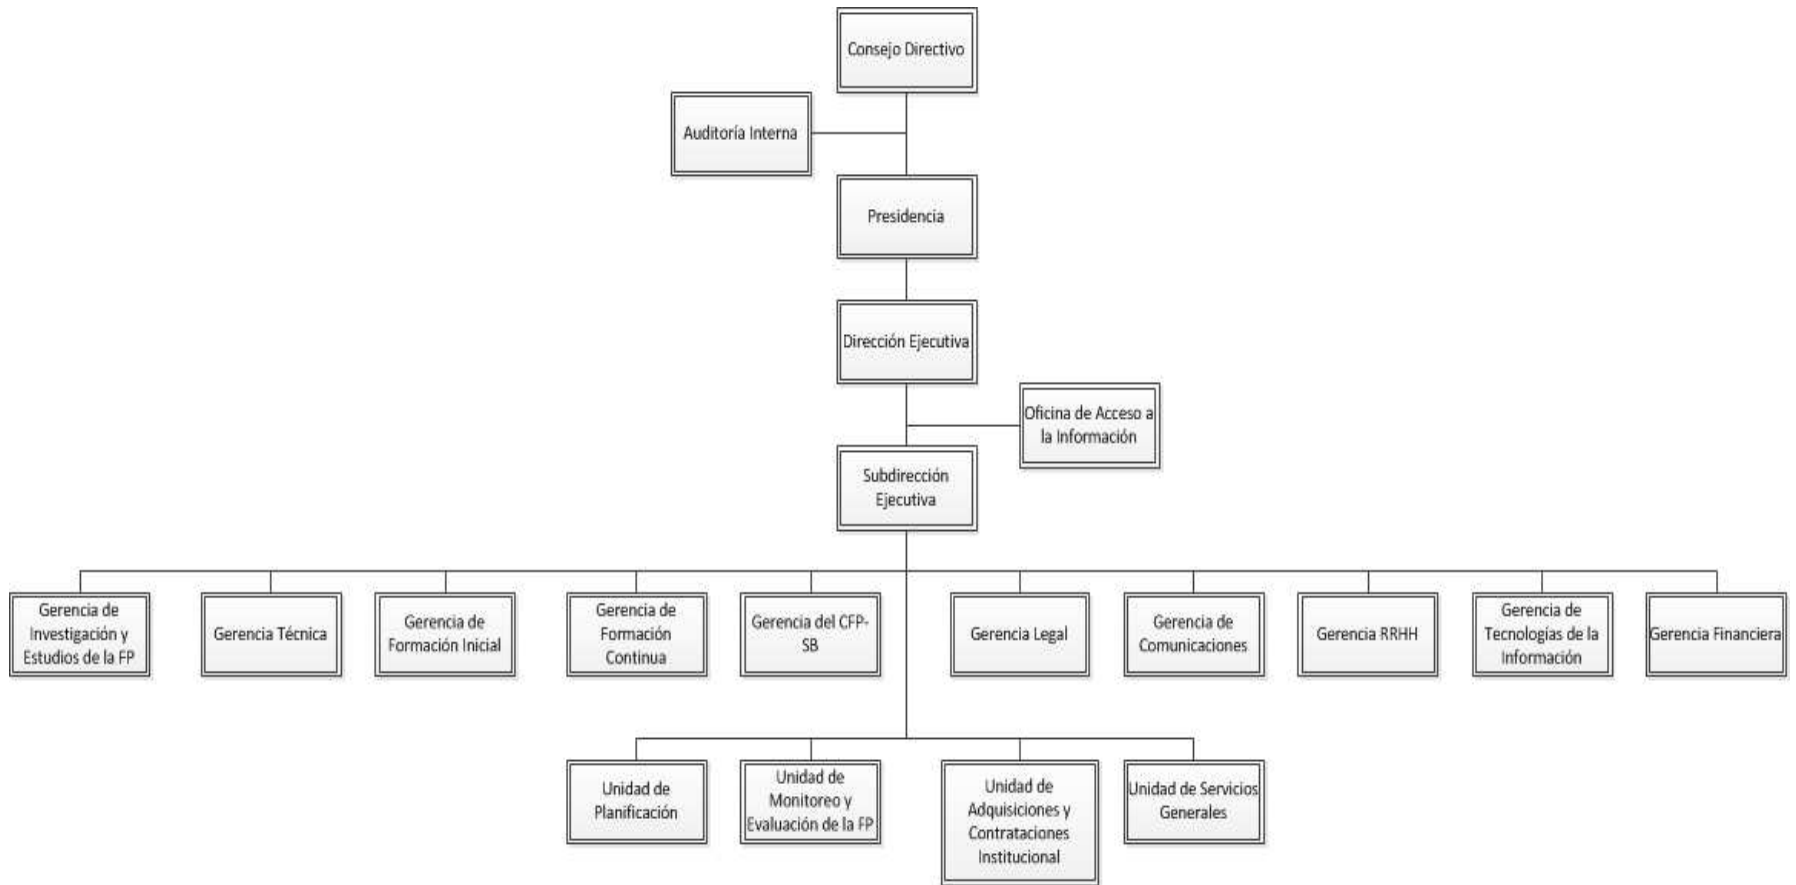 Consejo Directivo
Auditoría Interna
Presidencia
Dirección Ejecutiva
Oficina de Acceso a
la Información
Subdirección
Ejecutiva
Gerencia de
Investigación y
Estudios de la FP
Gerencia Técnica
Gerencia de
Formación Inicial
Gerencia de
Formación
Continua
Gerencia del CFP-
SB
Gerencia Legal
Gerencia de
Comunicaciones
Gerencia RRHH
Gerencia de
Tecnologías de la
Información
Gerencia Financiera
Unidad de
Planificación
Unidad de
Monitoreo y
Evaluación de la FP
Unidad de
Adquisiciones y
Contrataciones
Institucional
Unidad de Servicios
Generales